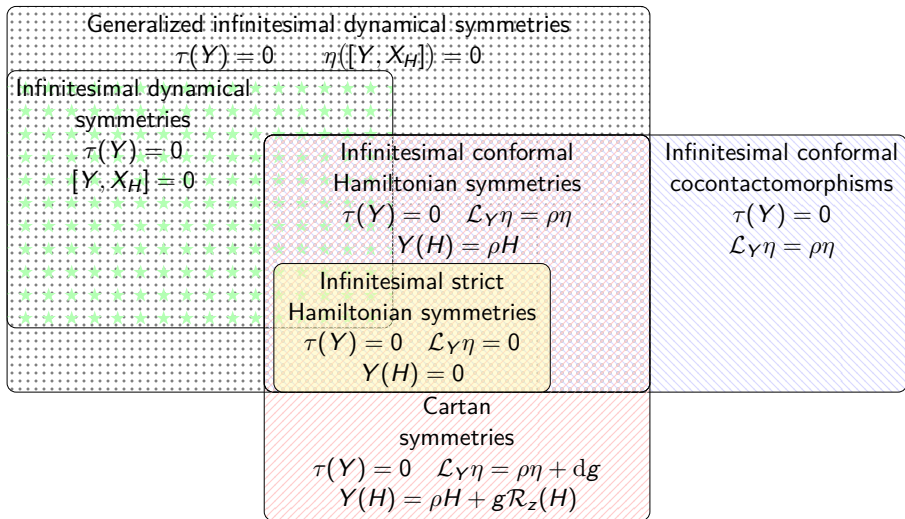 Generalized infinitesimal dynamical symmetries
τ(Y) = 0 η([Y, X_H]) = 0
Infinitesimal dynamical
symmetries
τ(Y) = 0
[Y, X_H] = 0
Infinitesimal conformal
Hamiltonian symmetries
τ(Y) = 0 ℒ_Y η = ρη
Y(H) = ρH
Infinitesimal conformal
cocontactomorphisms
τ(Y) = 0
ℒ_Y η = ρη
Infinitesimal strict
Hamiltonian symmetries
τ(Y) = 0 ℒ_Y η = 0
Y(H) = 0
Cartan
symmetries
τ(Y) = 0 ℒ_Y η = ρη + dg
Y(H) = ρH + gℛ_z(H)